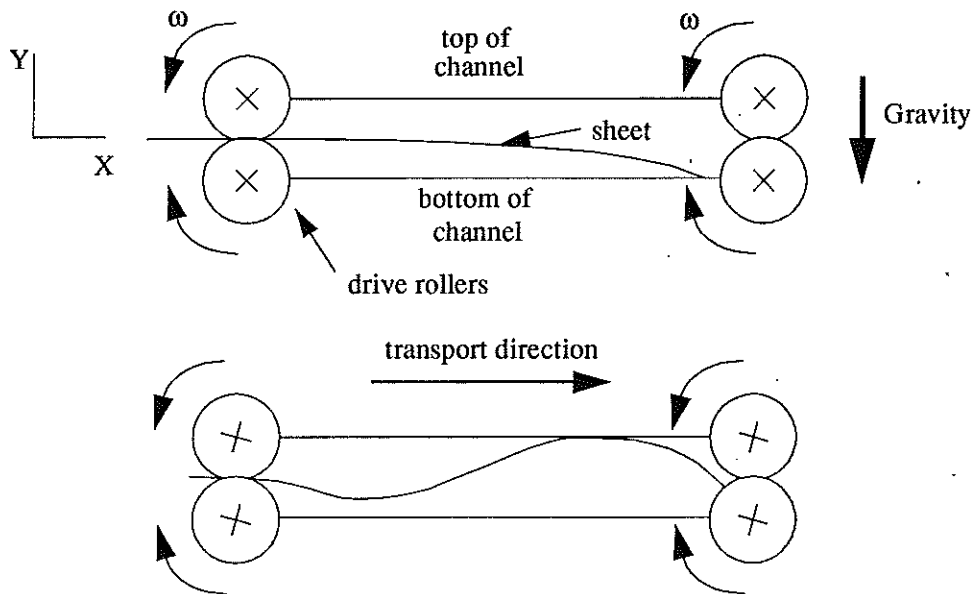 ω
ω
top of
channel
Y
sheet
Gravity
X
bottom of
channel
drive rollers
transport direction